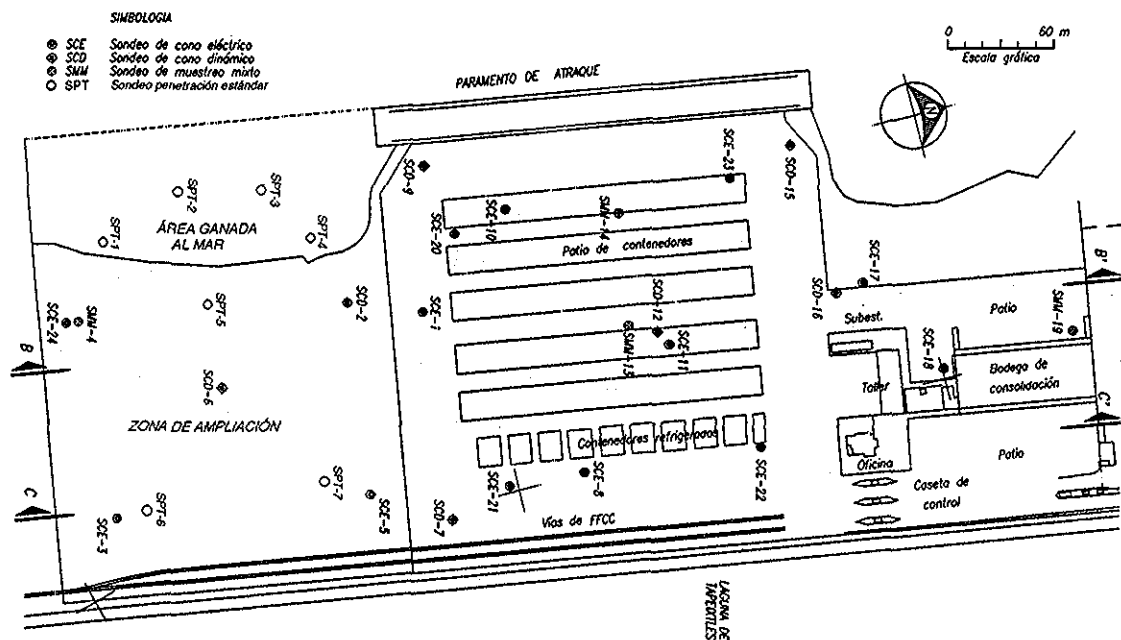 SIMBOLOGIA
SCE Sondeo de cono eléctrico
SCD Sondeo de cono dinámico
SMM Sondeo de muestreo mixto
SPT Sondeo penetración estándar
0 60 m
Escala gráfica
PARAMENTO DE ATRAQUE
N
SCD-15
SCE-23
SCD-9
SPT-2
SPT-3
SPT-1
SPT-4
ÁREA GANADA
AL MAR
SCE-10
SMM-14
SCE-20
Patio de contenedores
SCE-17
SCD-16
B'
SPT-5
SCD-2
SCE-1
SCD-12
SMM-13
SCE-11
Subest.
Patio
SMM-19
SCE-24
SMM-4
B
SCE-18
Bodega de
consolidación
SCD-6
Taller
C'
ZONA DE AMPLIACIÓN
Contenedores refrigerados
Oficina
Patio
SPT-7
SCE-5
SCE-21
SCE-8
SCE-22
Caseta de
control
C
SCE-3
SPT-6
SCD-7
Vías de FFCC
LAGUNA DE
TAPEIXTLES